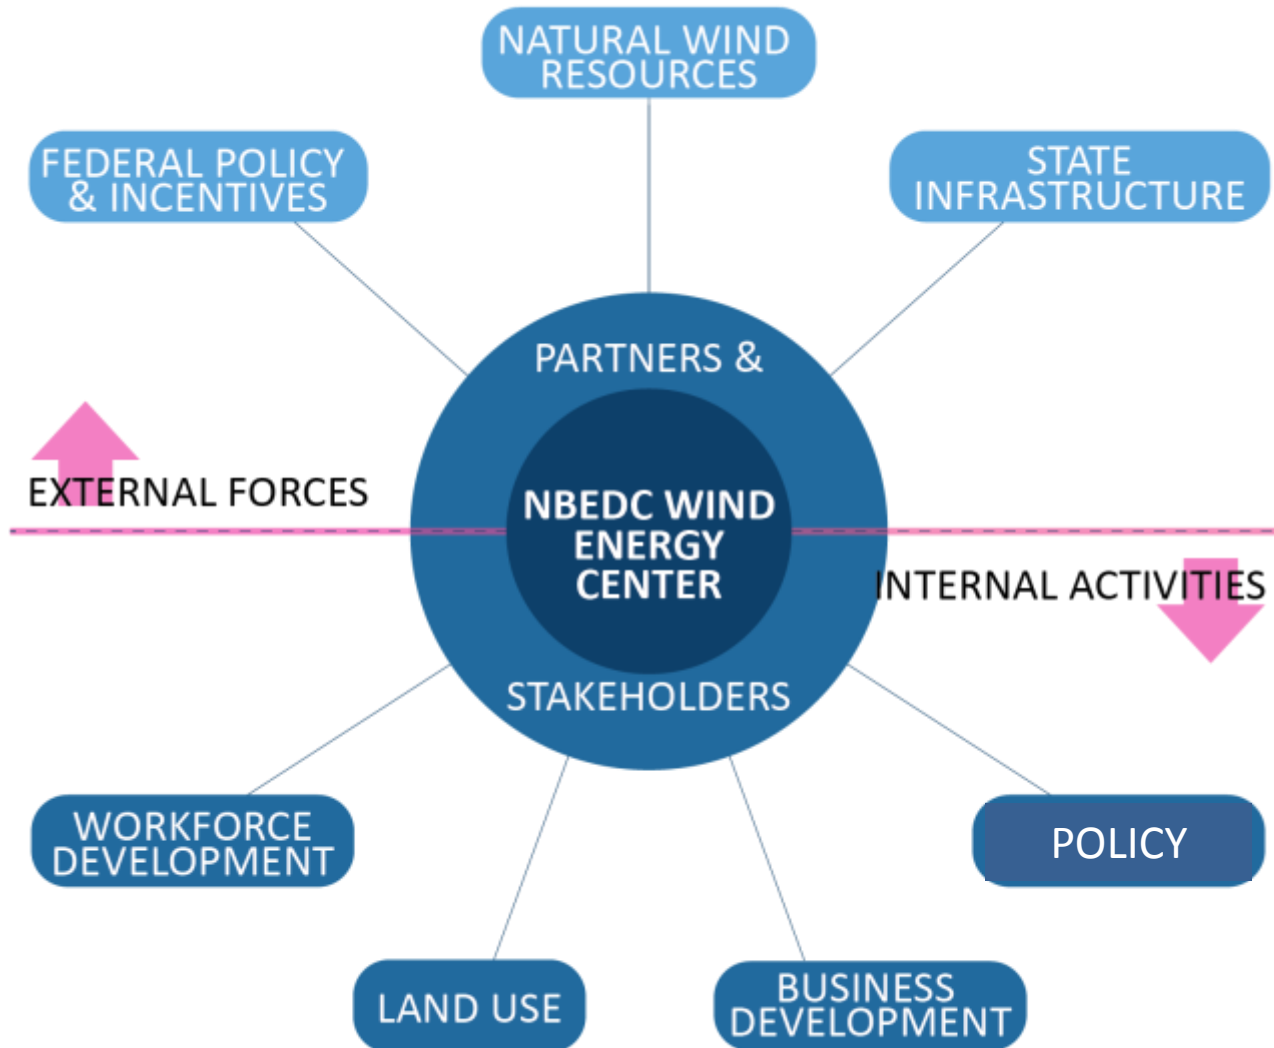 NATURAL WIND
RESOURCES
FEDERAL POLICY
& INCENTIVES
STATE
INFRASTRUCTURE
PARTNERS &
EXTERNAL FORCES
NBEDC WIND
ENERGY
CENTER
INTERNAL ACTIVITIES
STAKEHOLDERS
WORKFORCE
DEVELOPMENT
POLICY
LAND USE
BUSINESS
DEVELOPMENT